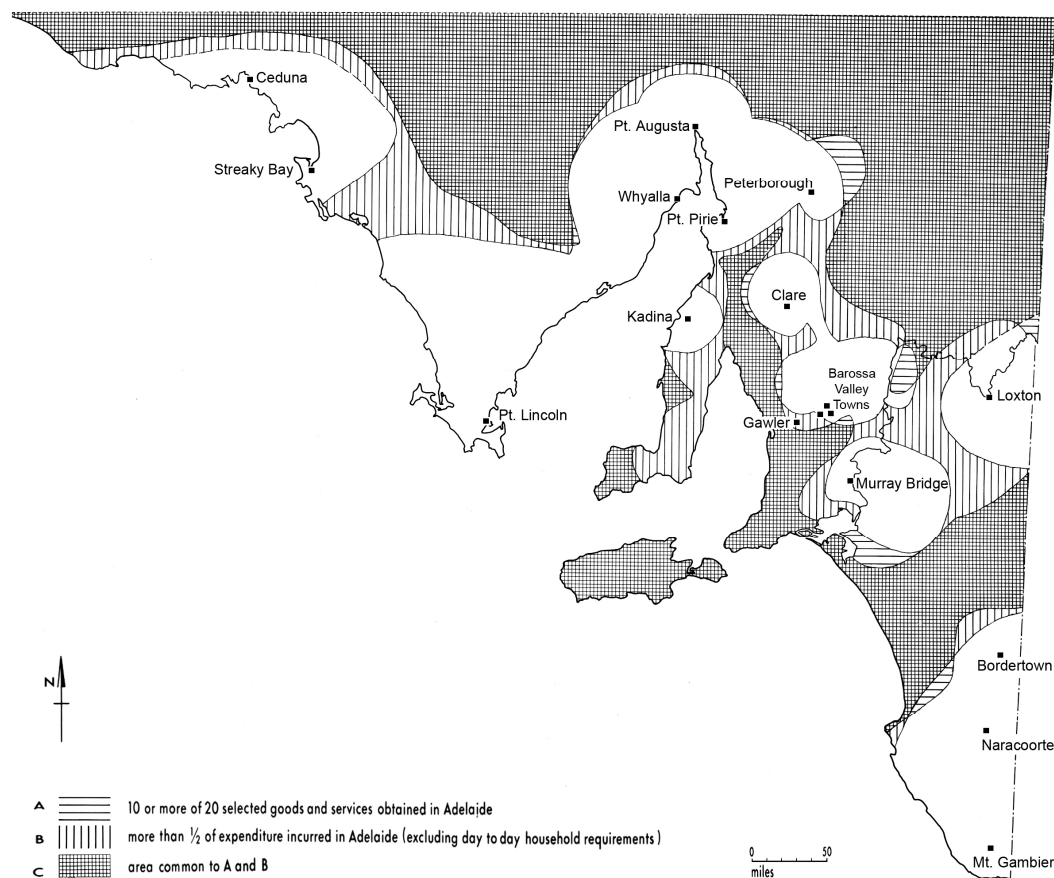 Ceduna
Pt. Augusta
Streaky Bay
Peterborough
Whyalla
Pt. Pirie
Clare
Kadina
Barossa
Valley
Towns
Loxton
Pt. Lincoln
Gawler
Murray Bridge
Bordertown
N
Naracoorte
A 10 or more of 20 selected goods and services obtained in Adelaide
B more than ½ of expenditure incurred in Adelaide (excluding day to day household requirements)
C area common to A and B
0 50
miles
Mt. Gambier